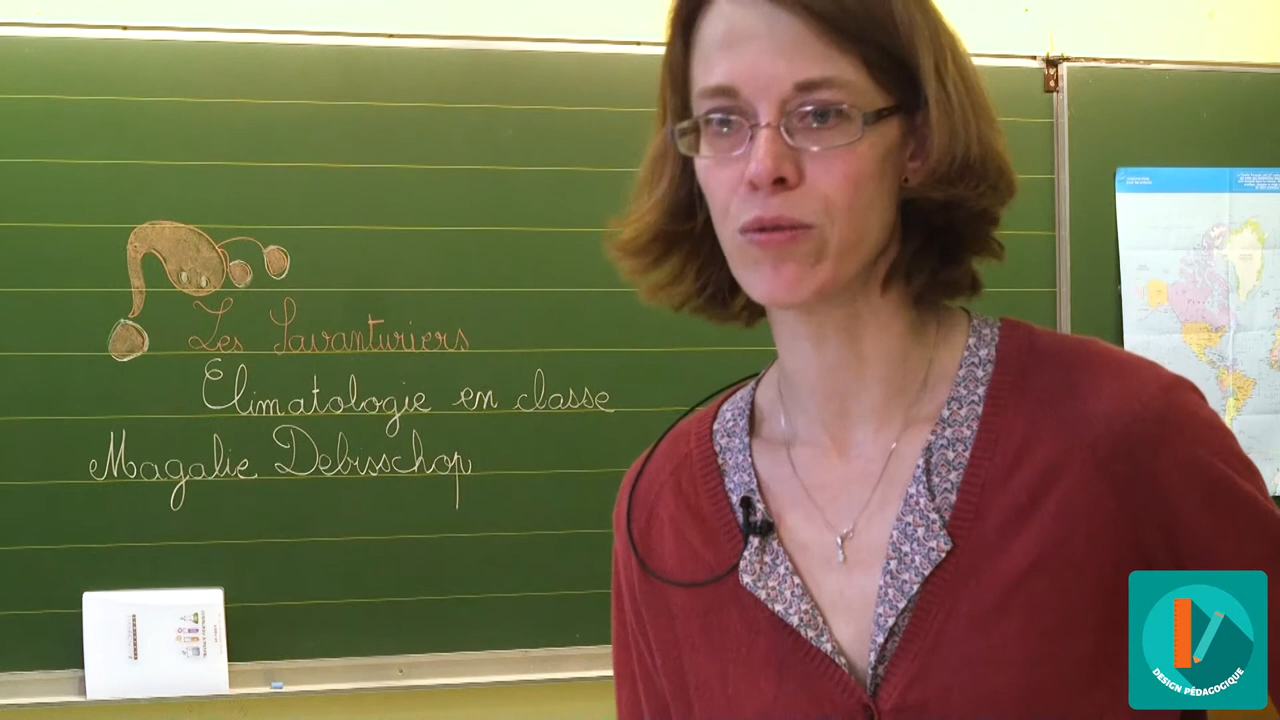 Les Savanturiers
Climatologie en classe
Magalie Debisschop
DESIGN PÉDAGOGIQUE